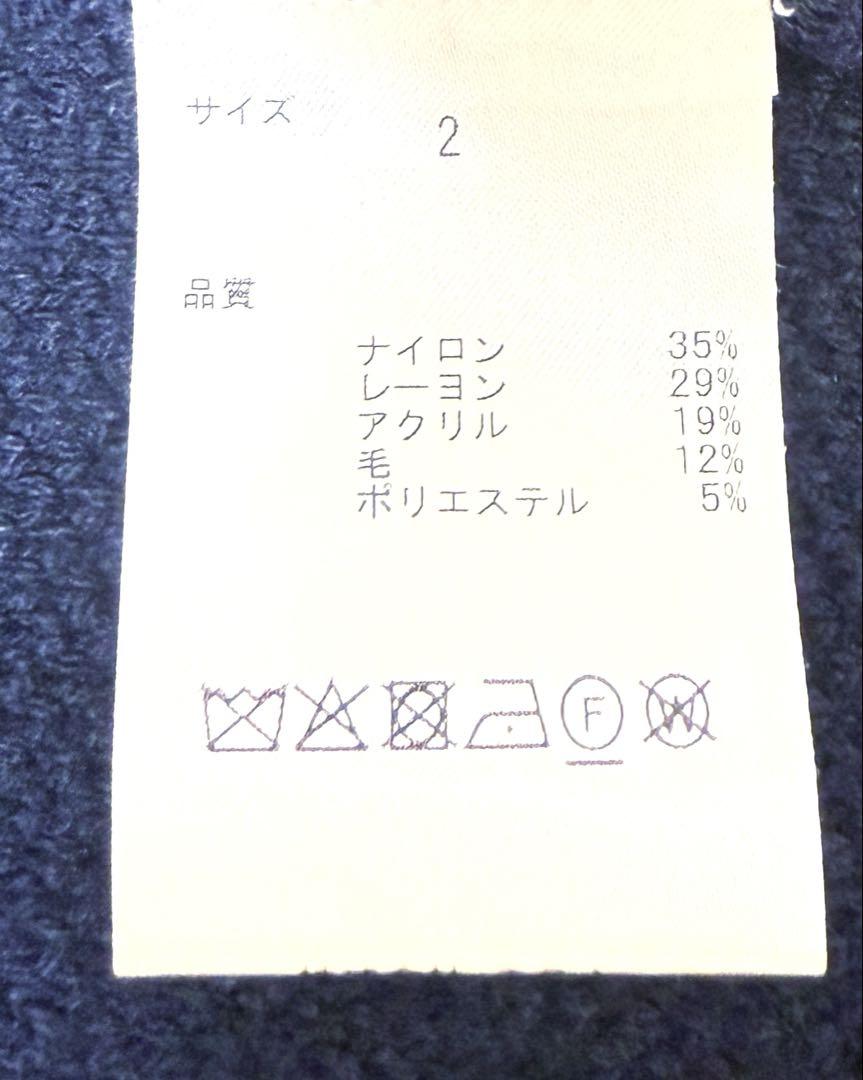 サイズ
2
品質
ナイロン 35%
レーヨン 29%
アクリル 19%
毛 12%
ポリエステル 5%
F W